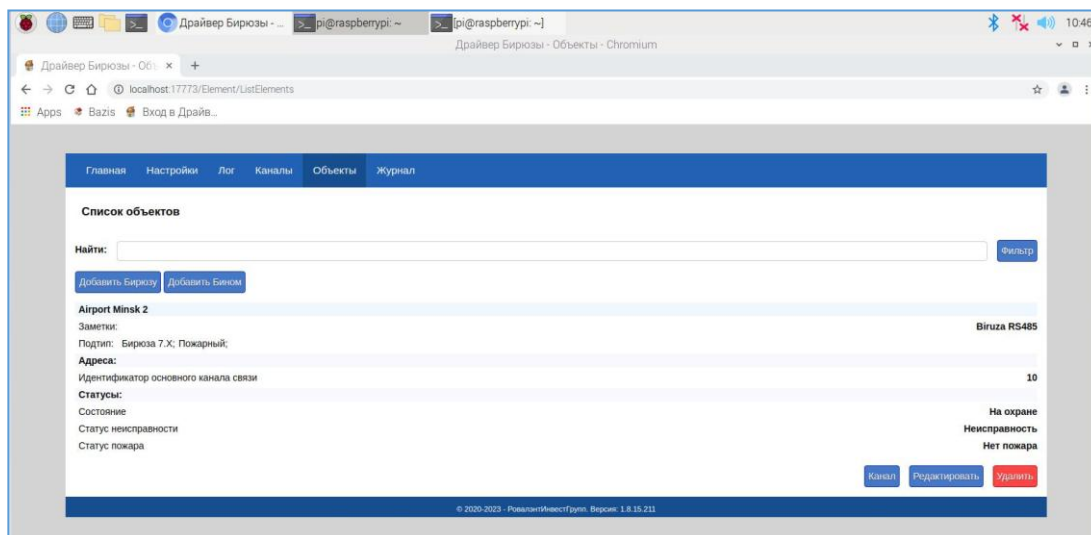 Драйвер Бирюзы - ... pi@raspberrypi: ~ [pi@raspberrypi: ~] 10:46
Драйвер Бирюзы - Объекты - Chromium
Драйвер Бирюзы - Объ
localhost:17773/Element/ListElements
Apps Bazis Вход в Драйв...
Главная Настройки Лог Каналы Объекты Журнал
Список объектов
Найти: Фильтр
Добавить Бирюзу Добавить Бином
Airport Minsk 2
Заметки: Biruza RS485
Подтип: Бирюза 7.X; Пожарный;
Адреса:
Идентификатор основного канала связи 10
Статусы:
Состояние На охране
Статус неисправности Неисправность
Статус пожара Нет пожара
Канал Редактировать Удалить
© 2020-2023 - РовалэнтИнвестГрупп. Версия: 1.8.15.211